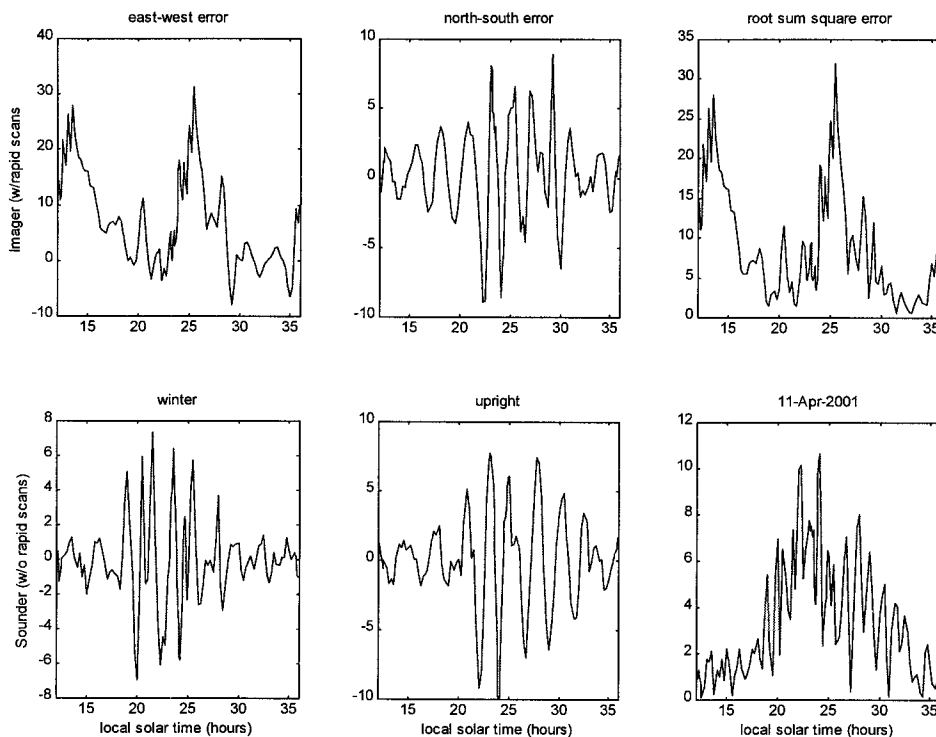 east-west error
north-south error
root sum square error
Imager (w/rapid scans
40
30
20
10
0
-10
15 20 25 30 35
10
5
0
-5
-10
15 20 25 30 35
35
30
25
20
15
10
5
0
15 20 25 30 35
winter
upright
11-Apr-2001
Sounder (w/o rapid scans)
8
6
4
2
0
-2
-4
-6
-8
15 20 25 30 35
local solar time (hours)
10
5
0
-5
-10
15 20 25 30 35
local solar time (hours)
12
10
8
6
4
2
0
15 20 25 30 35
local solar time (hours)